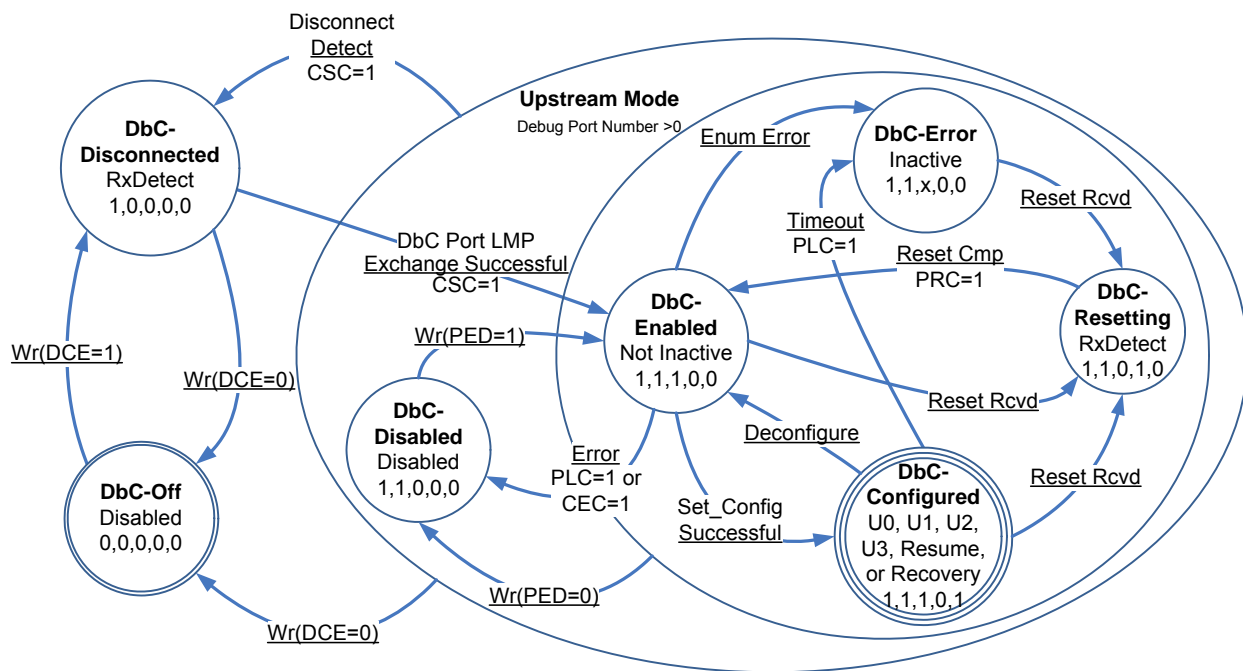 Disconnect
Detect
CSC=1
DbC-
Disconnected
RxDetect
1,0,0,0,0
Upstream Mode
Debug Port Number >0
Enum Error
DbC-Error
Inactive
1,1,x,0,0
Reset Rcvd
Timeout
PLC=1
DbC Port LMP
Exchange Successful
CSC=1
Reset Cmp
PRC=1
DbC-
Enabled
Not Inactive
1,1,1,0,0
DbC-
Resetting
RxDetect
1,1,0,1,0
Wr(DCE=1)
Wr(DCE=0)
Wr(PED=1)
DbC-
Disabled
Disabled
1,1,0,0,0
Reset Rcvd
Deconfigure
Error
PLC=1 or
CEC=1
DbC-Off
Disabled
0,0,0,0,0
Set_Config
Successful
DbC-
Configured
U0, U1, U2,
U3, Resume,
or Recovery
1,1,1,0,1
Reset Rcvd
Wr(PED=0)
Wr(DCE=0)